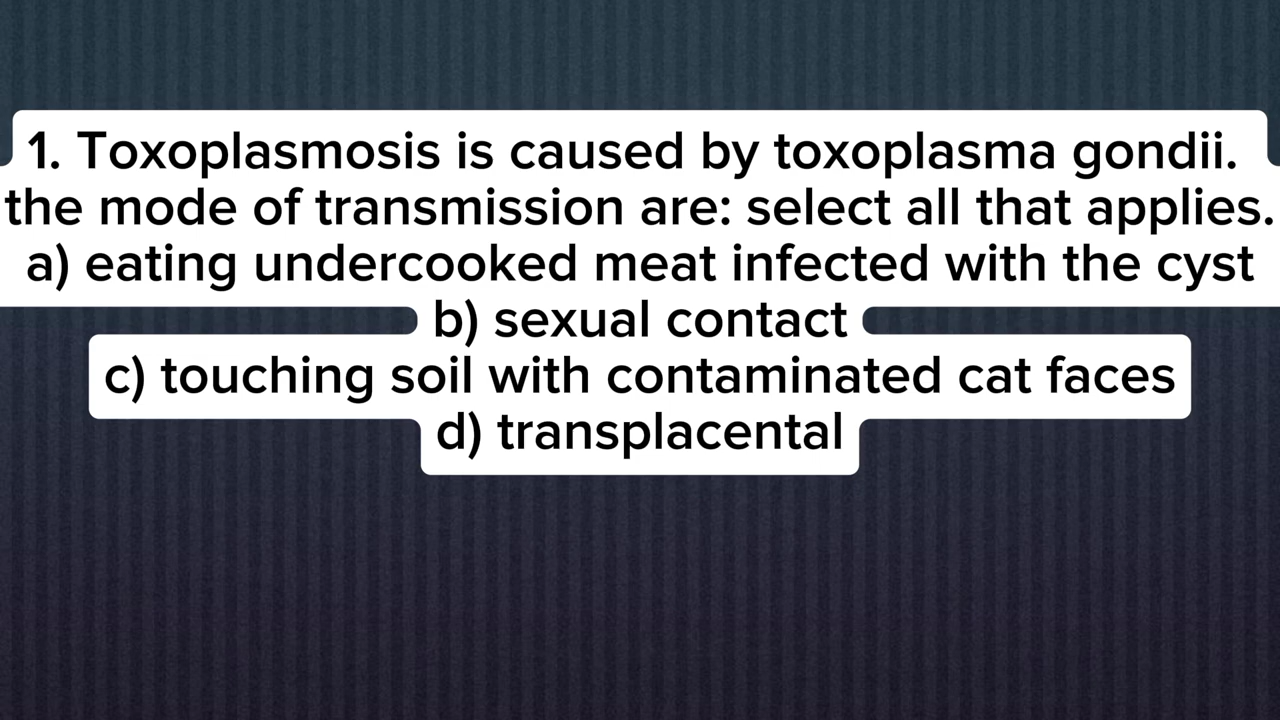 1. Toxoplasmosis is caused by toxoplasma gondii.
the mode of transmission are: select all that applies.
a) eating undercooked meat infected with the cyst
b) sexual contact
c) touching soil with contaminated cat faces
d) transplacental